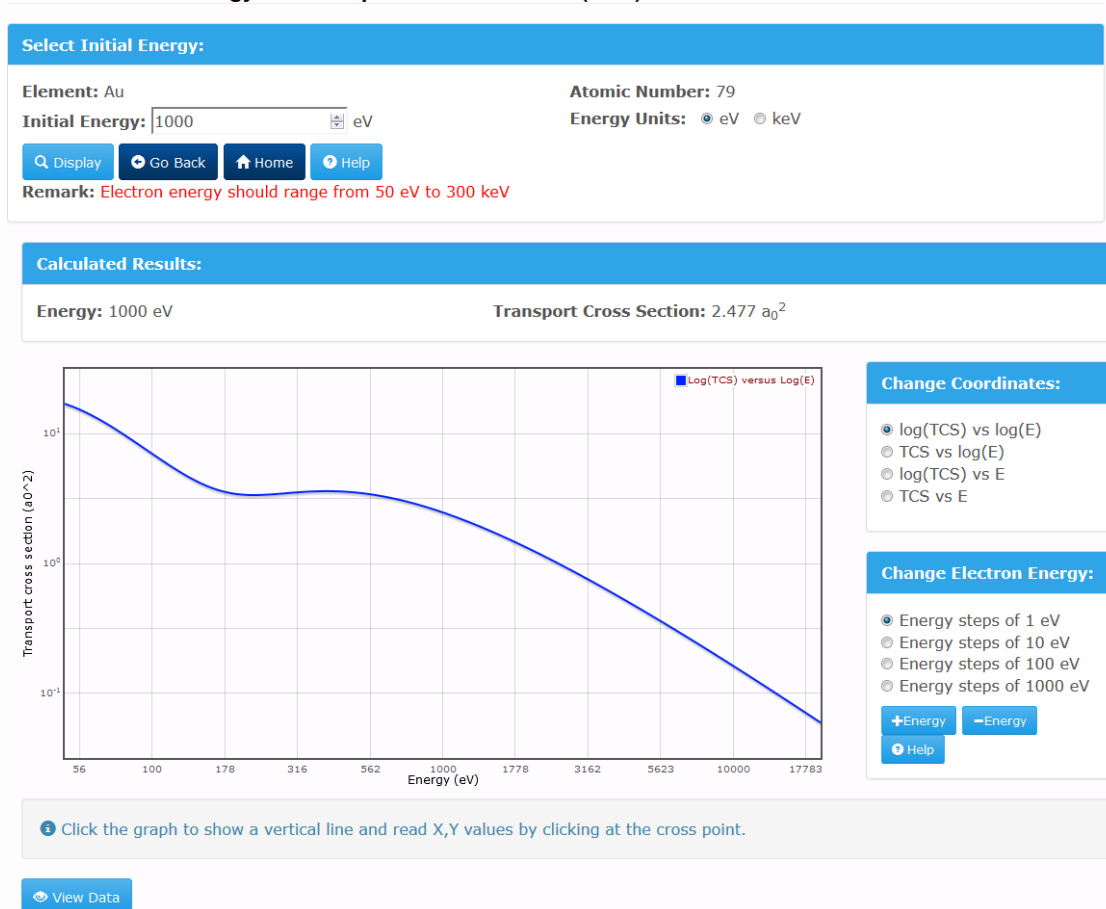 Select Initial Energy:
Element: Au
Atomic Number: 79
Initial Energy: 1000 eV
Energy Units: eV keV
Display Go Back Home Help
Remark: Electron energy should range from 50 eV to 300 keV
Calculated Results:
Energy: 1000 eV
Transport Cross Section: 2.477 a₀²
Log(TCS) versus Log(E)
Transport cross section (a0^2)
10¹
10⁰
10⁻¹
56 100 178 316 562 1000 1778 3162 5623 10000 17783
Energy (eV)
Change Coordinates:
log(TCS) vs log(E)
TCS vs log(E)
log(TCS) vs E
TCS vs E
Change Electron Energy:
Energy steps of 1 eV
Energy steps of 10 eV
Energy steps of 100 eV
Energy steps of 1000 eV
+Energy -Energy
Help
Click the graph to show a vertical line and read X,Y values by clicking at the cross point.
View Data